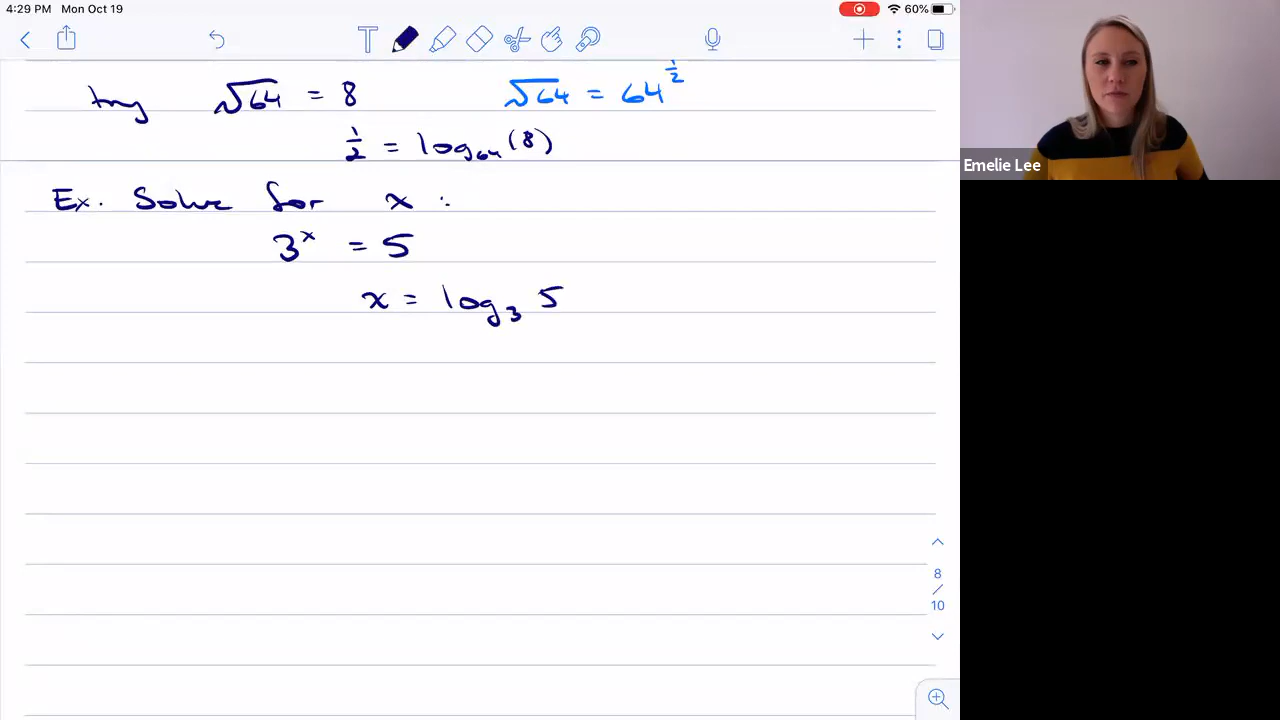 4:29 PM Mon Oct 19
60%
try √64 = 8 √64 = 64^(1/2)
1/2 = log₆₄(8)
Emelie Lee
Ex. Solve for x :
3ˣ = 5
x = log₃ 5
8
/
10